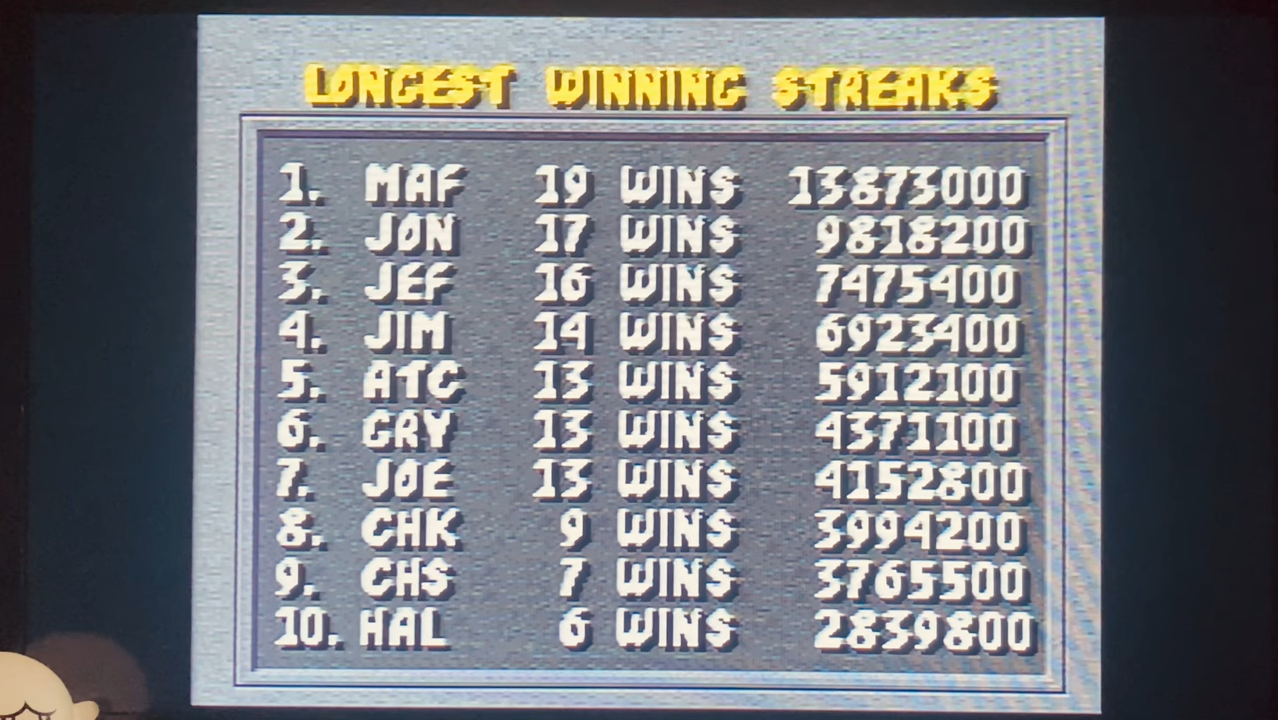 LONGEST WINNING STREAKS
1. MAF 19 WINS 13873000
2. JON 17 WINS 9818200
3. JEF 16 WINS 7475400
4. JIM 14 WINS 6923400
5. ATG 13 WINS 5912100
6. GRY 13 WINS 4371100
7. JOE 13 WINS 4152800
8. CHK 9 WINS 3994200
9. CHS 7 WINS 3765500
10. HAL 6 WINS 2839800